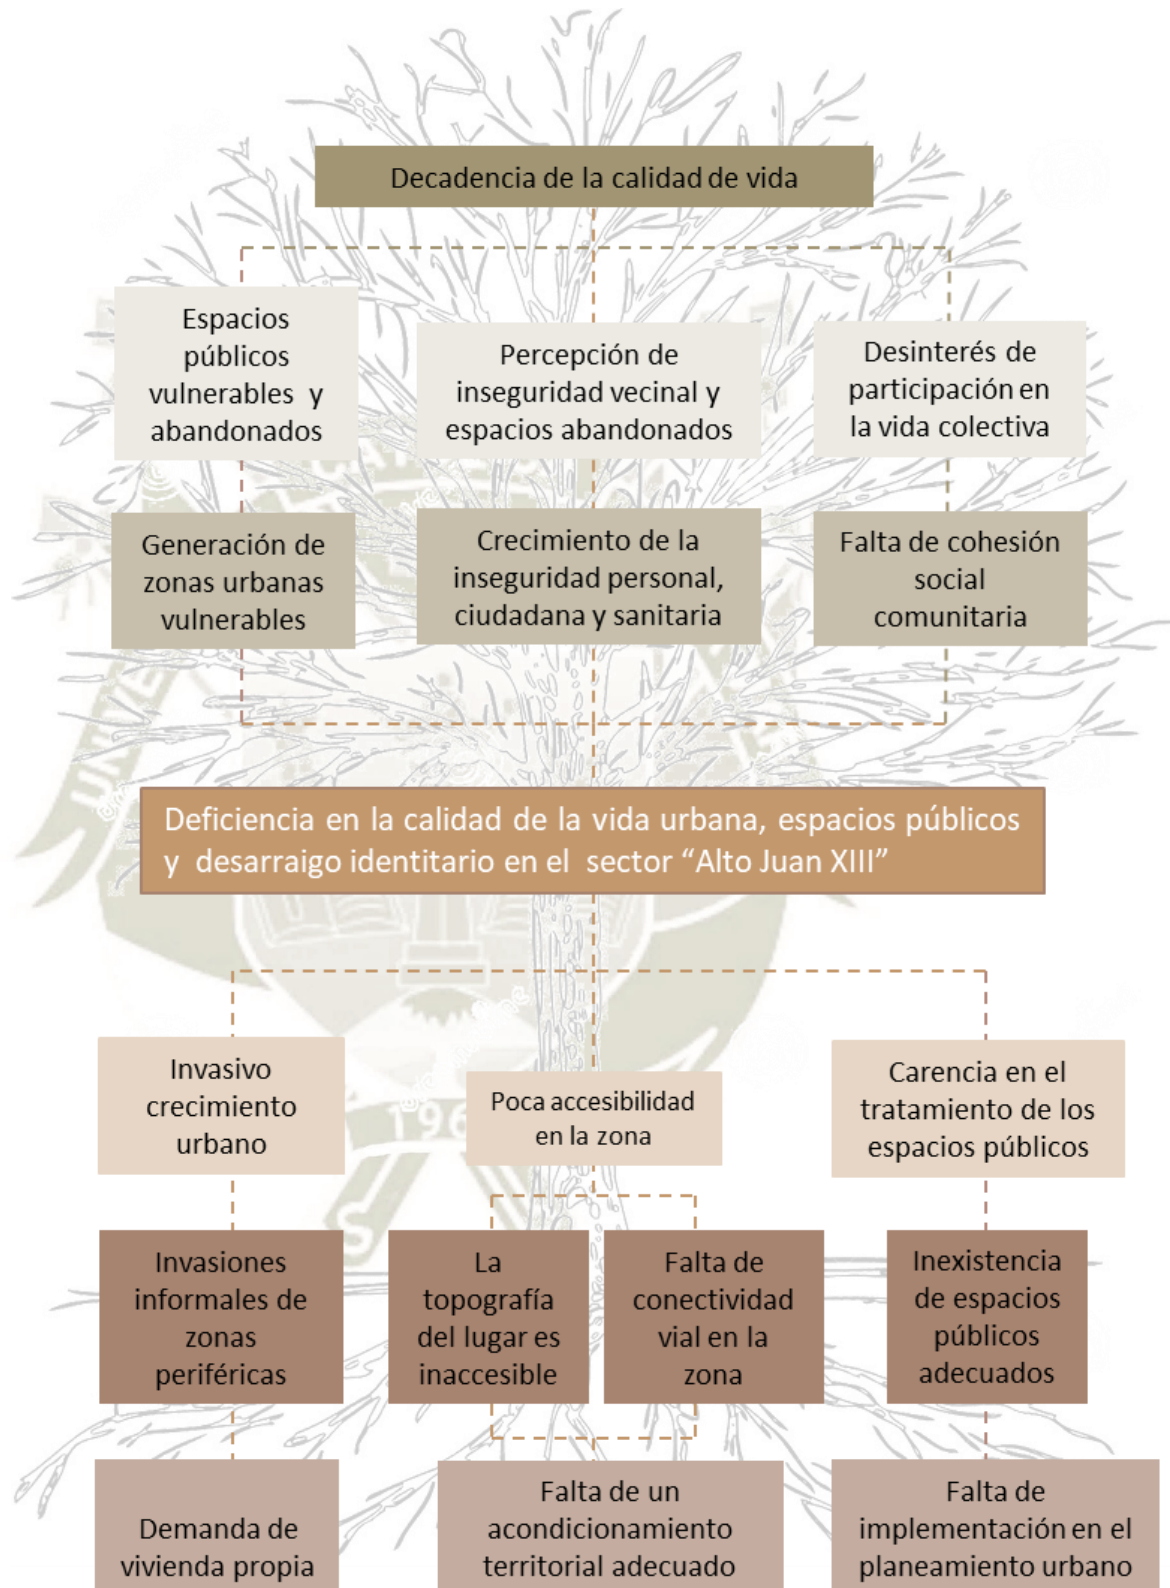 Decadencia de la calidad de vida
Espacios
públicos
vulnerables y
abandonados
Percepción de
inseguridad vecinal y
espacios abandonados
Desinterés de
participación en
la vida colectiva
Generación de
zonas urbanas
vulnerables
Crecimiento de la
inseguridad personal,
ciudadana y sanitaria
Falta de cohesión
social
comunitaria
Deficiencia en la calidad de la vida urbana, espacios públicos
y desarraigo identitario en el sector “Alto Juan XIII”
Invasivo
crecimiento
urbano
Poca accesibilidad
en la zona
Carencia en el
tratamiento de los
espacios públicos
196
Invasiones
informales de
zonas
periféricas
La
topografía
del lugar es
inaccesible
Falta de
conectividad
vial en la
zona
Inexistencia
de espacios
públicos
adecuados
Demanda de
vivienda propia
Falta de un
acondicionamiento
territorial adecuado
Falta de
implementación en el
planeamiento urbano